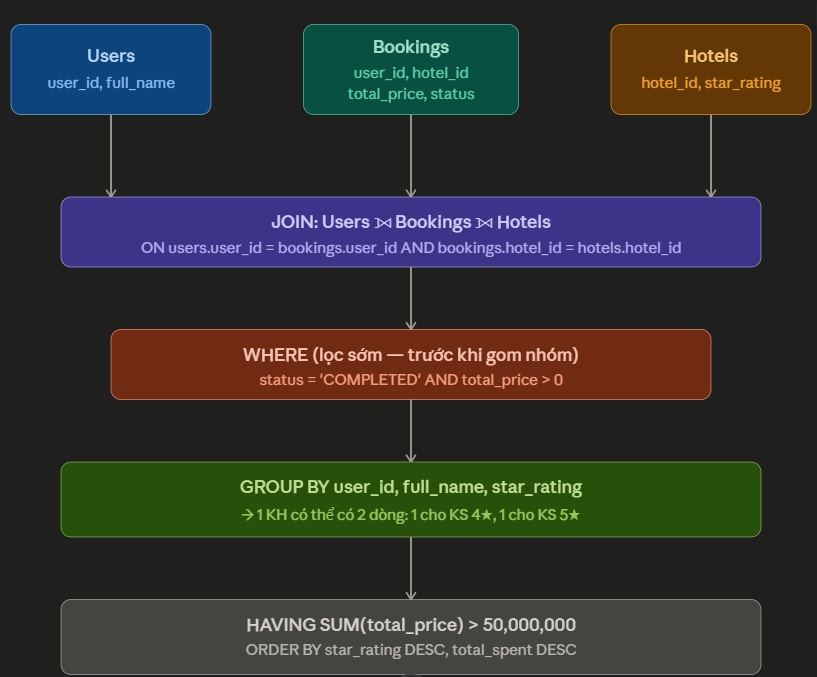 Users
user_id, full_name
Bookings
user_id, hotel_id
total_price, status
Hotels
hotel_id, star_rating
JOIN: Users ⋈ Bookings ⋈ Hotels
ON users.user_id = bookings.user_id AND bookings.hotel_id = hotels.hotel_id
WHERE (lọc sớm — trước khi gom nhóm)
status = 'COMPLETED' AND total_price > 0
GROUP BY user_id, full_name, star_rating
→ 1 KH có thể có 2 dòng: 1 cho KS 4★, 1 cho KS 5★
HAVING SUM(total_price) > 50,000,000
ORDER BY star_rating DESC, total_spent DESC